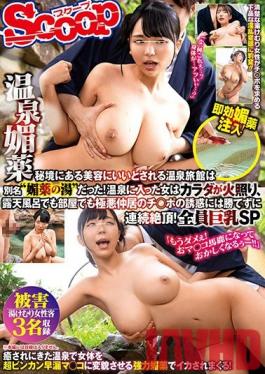 スクープ
Scoop
温泉媚薬
秘境にある美容にいいとされる温泉旅館は
別名“媚薬の湯”だった!温泉に入った女はカラダが火照り、
露天風呂でも部屋でも極悪仲居のチ○ポの誘惑には勝てずに
連続絶頂!全員巨乳SP
即効媚薬
注入
「もうダメぇ!
おマ○コ馬鹿になって
おかしくなるぅー!!」
被害
湯けむり女性客
3名収録
癒されにきた温泉で女体を
超ビンカン早漏マ○コに変貌させる強力媚薬でイカされまくる!